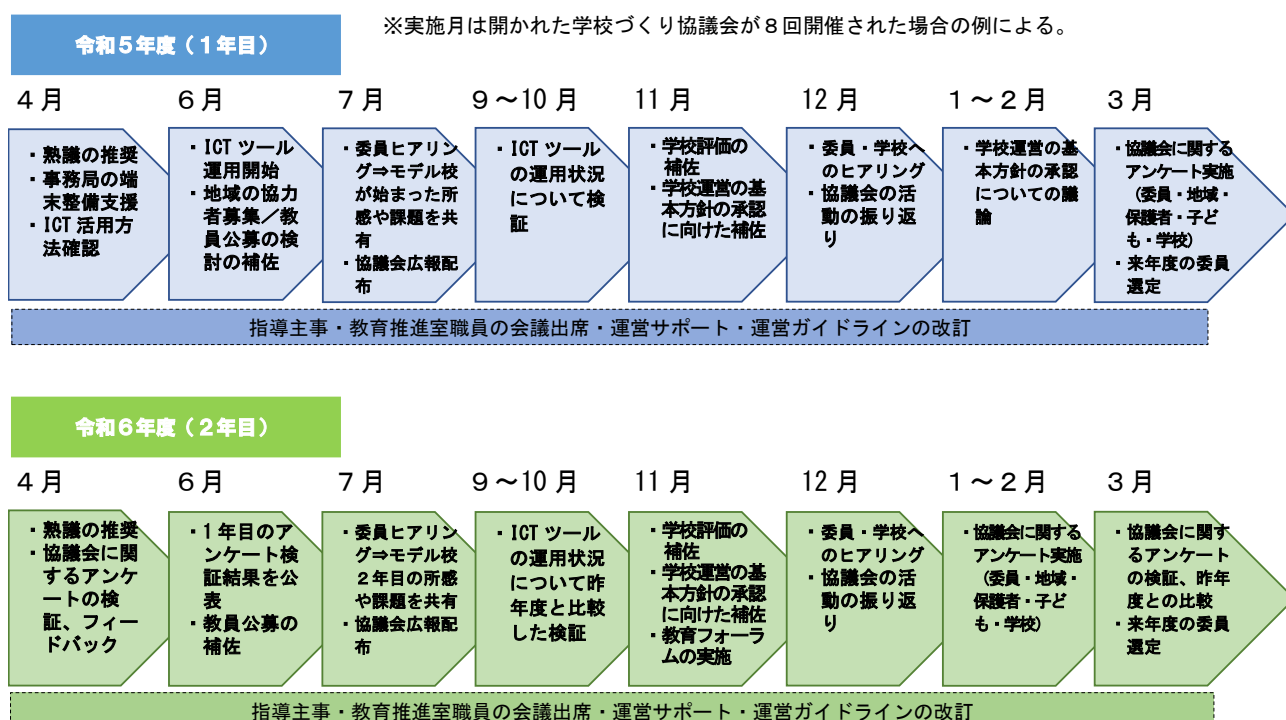 ※実施月は開かれた学校づくり協議会が８回開催された場合の例による。
令和５年度（１年目）
４月
６月
７月
９～10月
11月
12月
１～２月
３月
・熟議の推奨
・事務局の端
末整備支援
・ICT活用方
法確認
・ICTツール
運用開始
・地域の協力
者募集／教
員公募の検
討の補佐
・委員ヒアリン
グ⇒モデル校
が始まった所
感や課題を共
有
・協議会広報配
布
・ICTツール
の運用状況
について検
証
・学校評価の
補佐
・学校運営の基
本方針の承認
に向けた補佐
・委員・学校へ
のヒアリング
・協議会の活
動の振り返
り
・学校運営の基
本方針の承認
についての議
論
・協議会に関する
アンケート実施
（委員・地域・
保護者・子ど
も・学校）
・来年度の委員
選定
指導主事・教育推進室職員の会議出席・運営サポート・運営ガイドラインの改訂
令和６年度（２年目）
４月
６月
７月
９～10月
11月
12月
１～２月
３月
・熟議の推奨
・協議会に関
するアンケ
ートの検
証、フィー
ドバック
・１年目のア
ンケート検
証結果を公
表
・教員公募の
補佐
・委員ヒアリン
グ⇒モデル校
２年目の所感
や課題を共有
・協議会広報配
布
・ICTツール
の運用状況
について昨
年度と比較
した検証
・学校評価の
補佐
・学校運営の基
本方針の承認
に向けた補佐
・教育フォーラ
ムの実施
・委員・学校へ
のヒアリング
・協議会の活
動の振り返
り
・協議会に関する
アンケート実施
（委員・地域・
保護者・子ど
も・学校）
・協議会に関す
るアンケート
の検証、昨年
度との比較
・来年度の委員
選定
指導主事・教育推進室職員の会議出席・運営サポート・運営ガイドラインの改訂